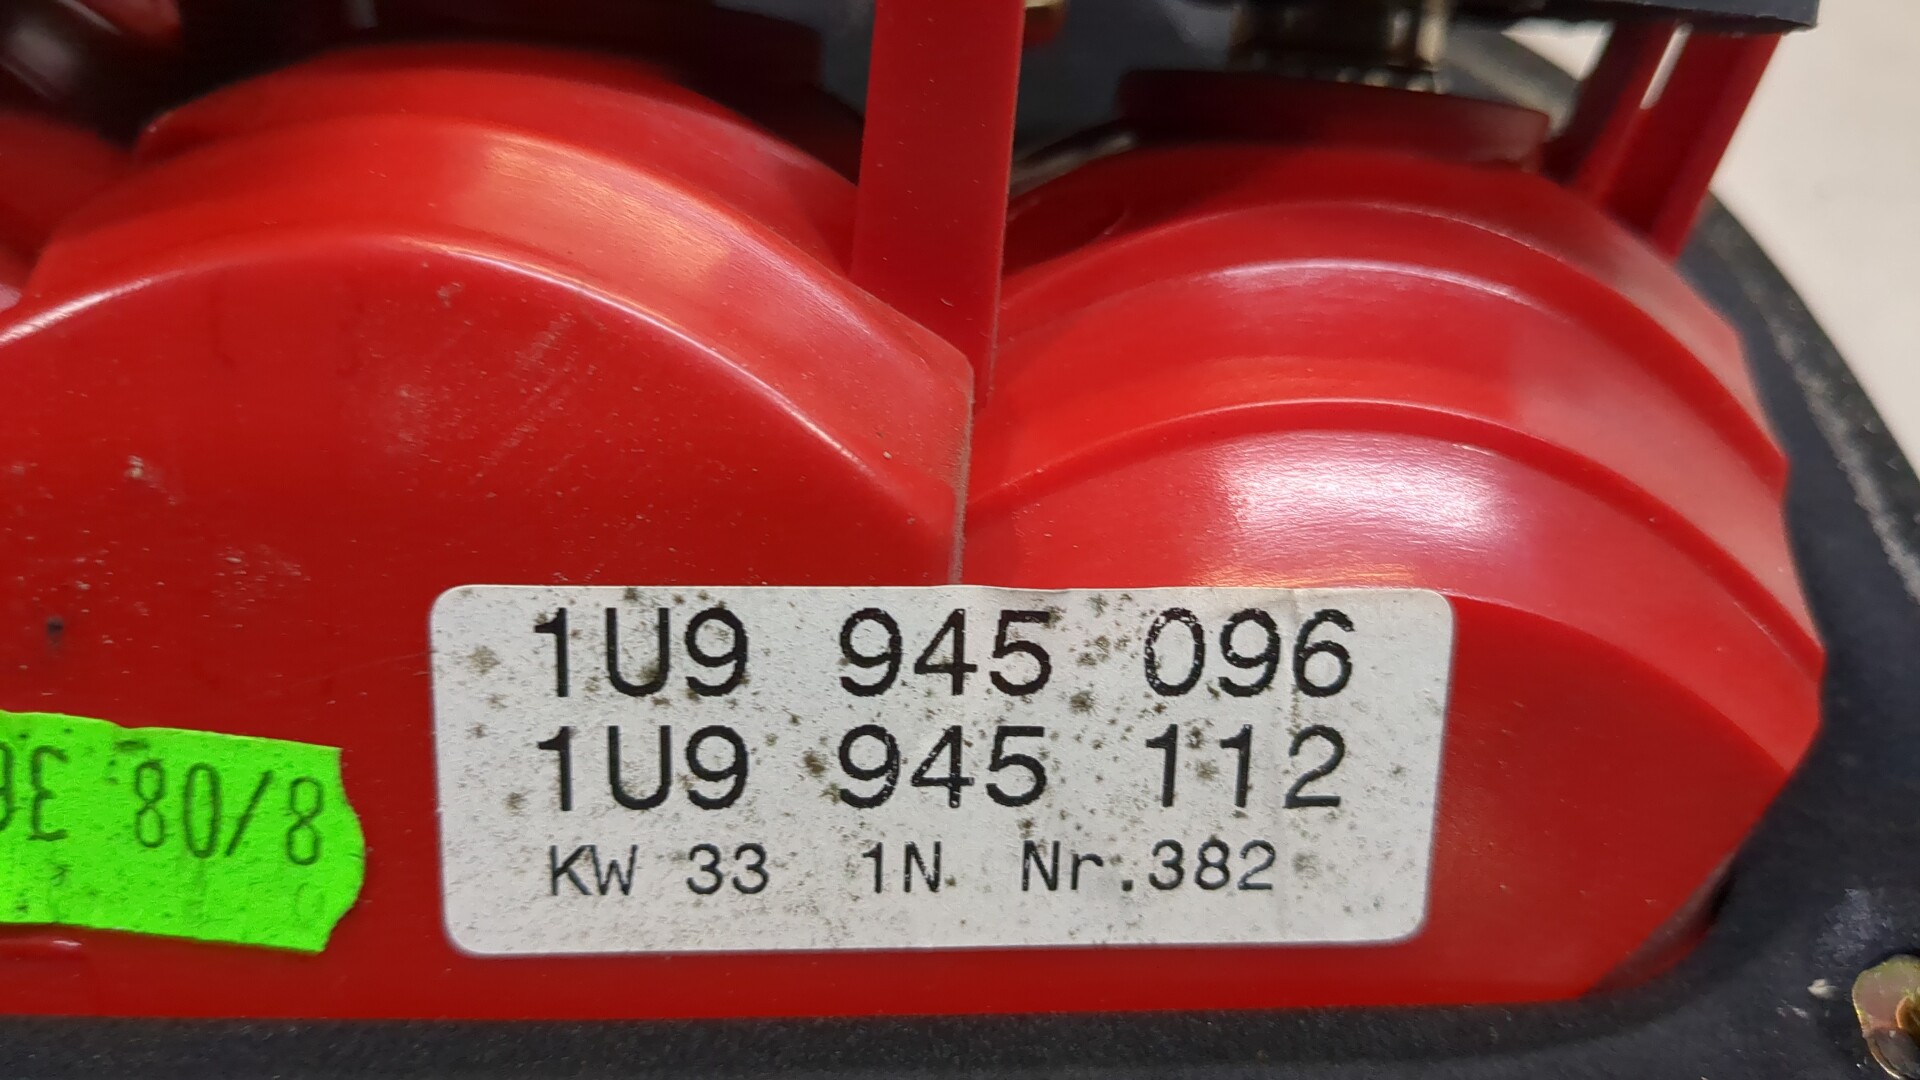 1U9 945 096
1U9 945 112
KW 33 1N Nr.382
8/08